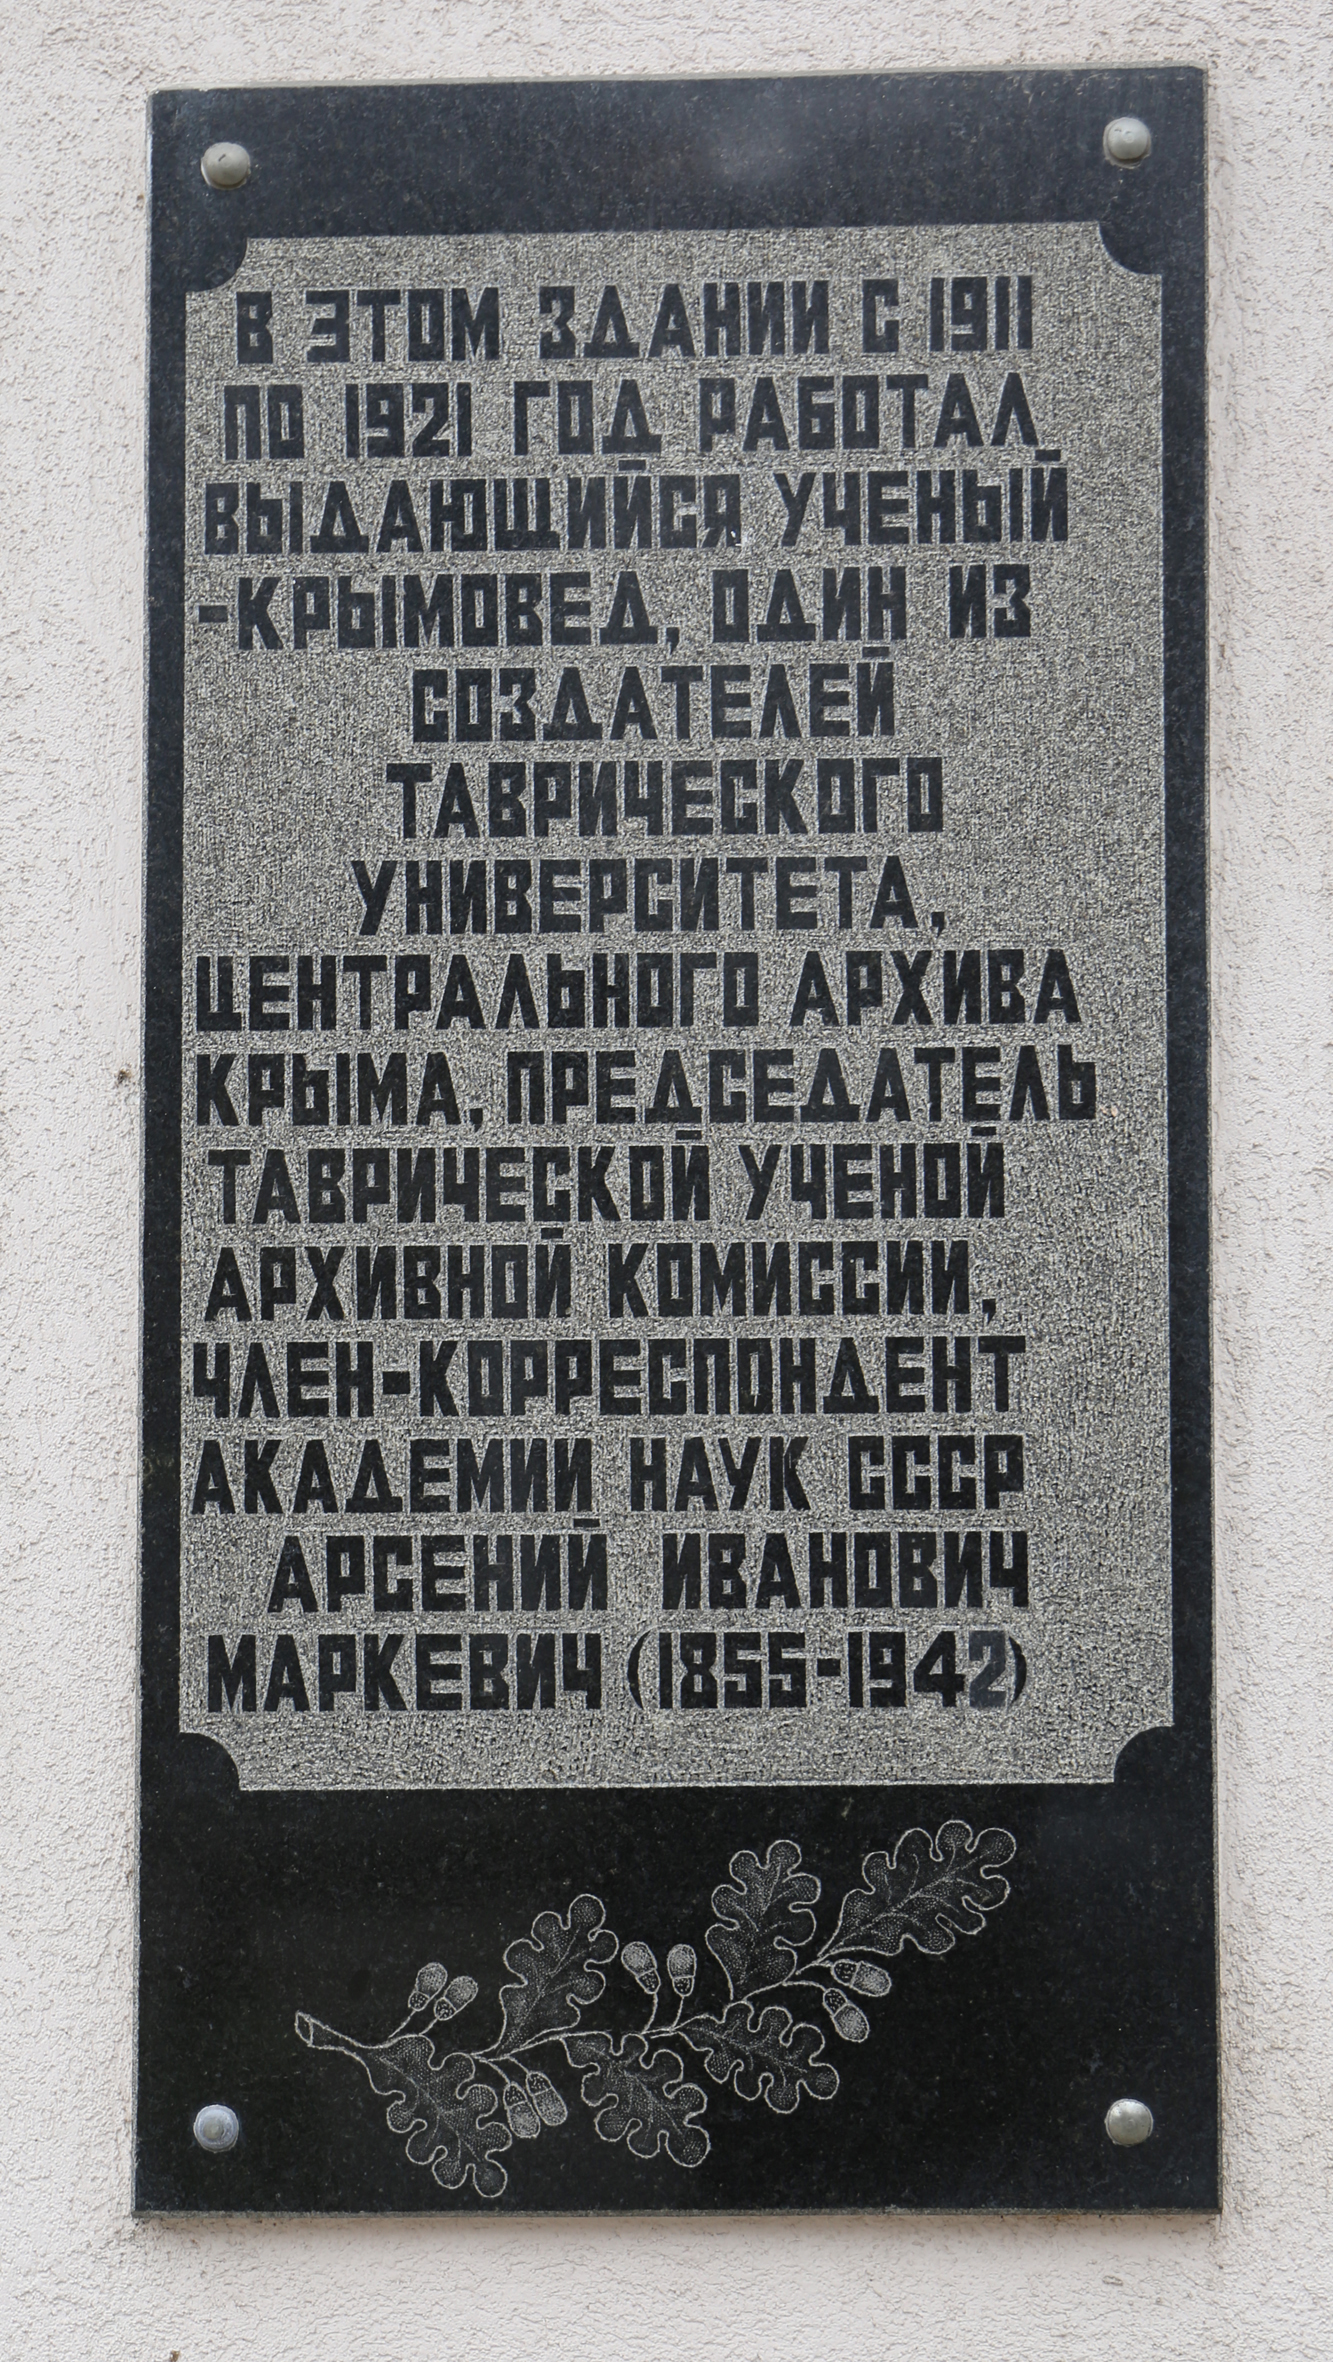 В ЭТОМ ЗДАНИИ С 1911
ПО 1921 ГОД РАБОТАЛ
ВЫДАЮЩИЙСЯ УЧЕНЫЙ
-КРЫМОВЕД, ОДИН ИЗ
СОЗДАТЕЛЕЙ
ТАВРИЧЕСКОГО
УНИВЕРСИТЕТА,
ЦЕНТРАЛЬНОГО АРХИВА
КРЫМА, ПРЕДСЕДАТЕЛЬ
ТАВРИЧЕСКОЙ УЧЕНОЙ
АРХИВНОЙ КОМИССИИ,
ЧЛЕН-КОРРЕСПОНДЕНТ
АКАДЕМИИ НАУК СССР
АРСЕНИЙ ИВАНОВИЧ
МАРКЕВИЧ (1855-1942)